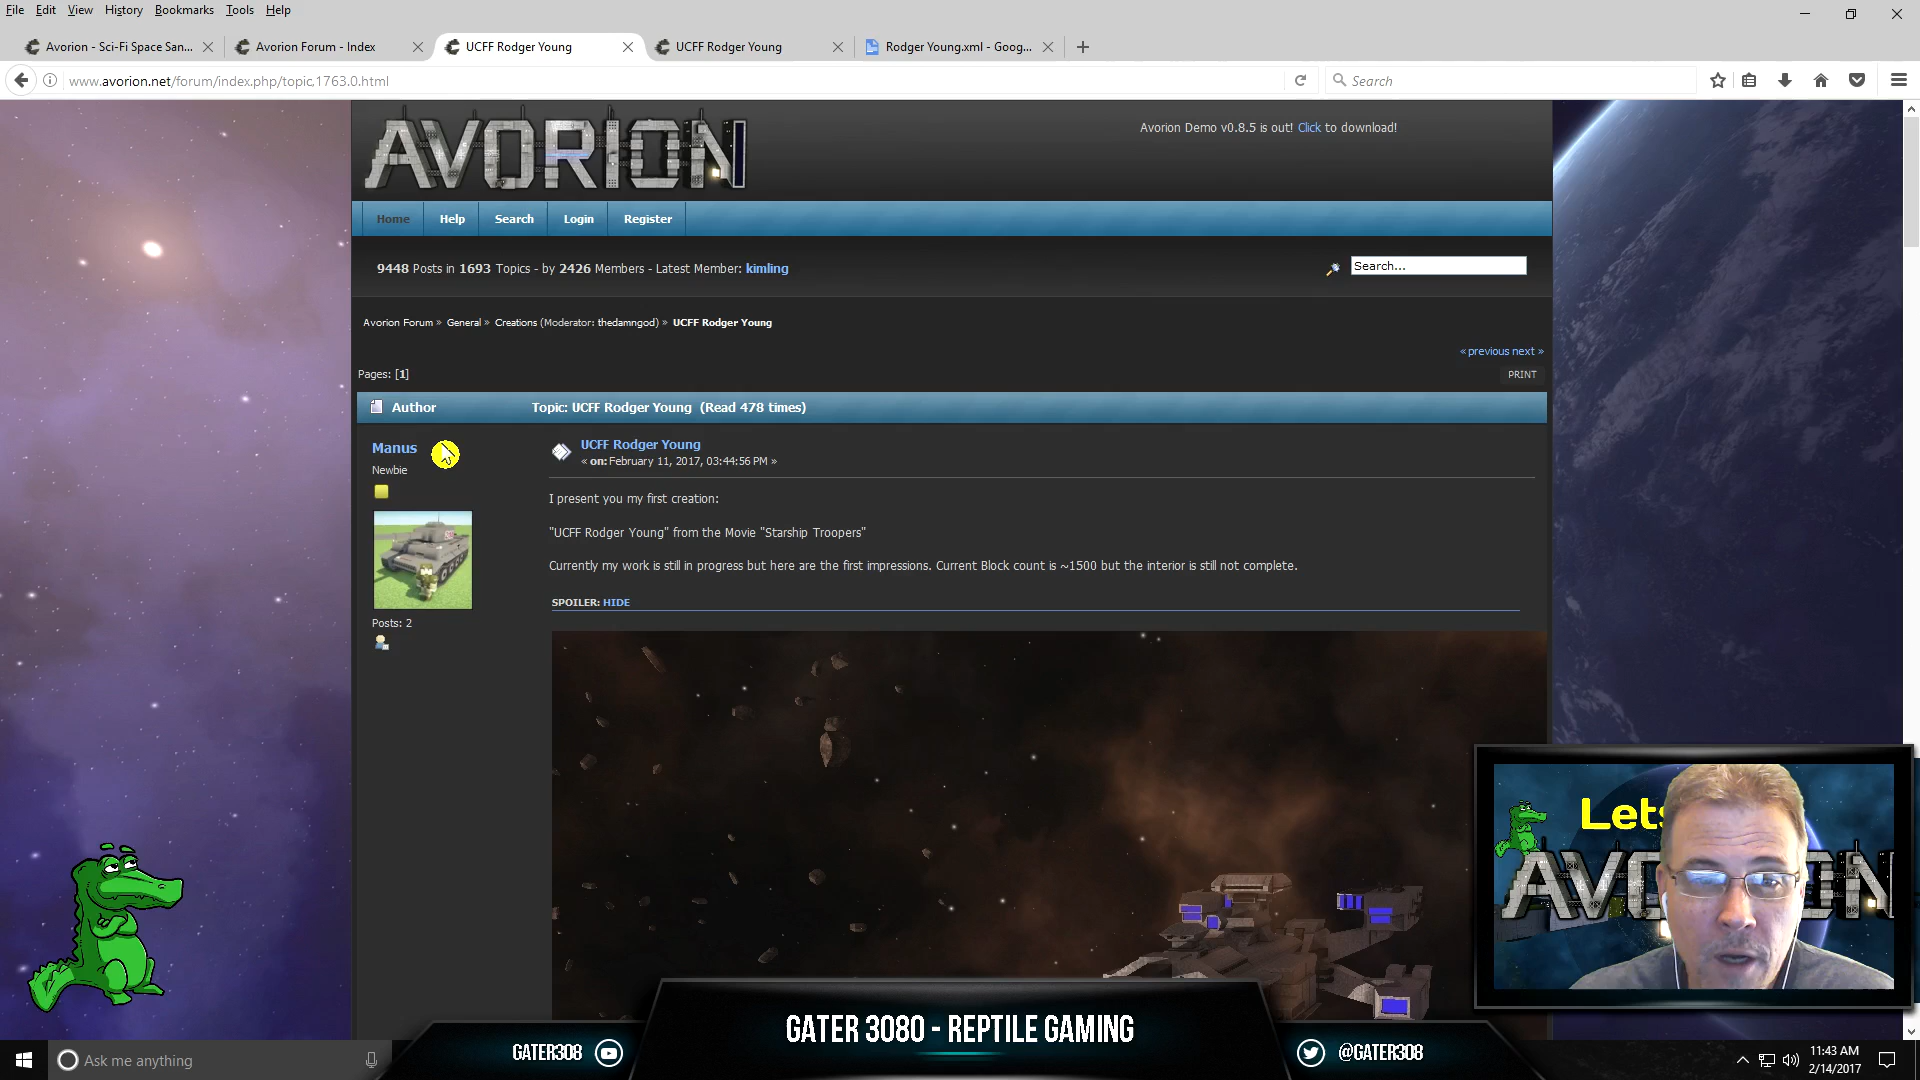 File Edit View History Bookmarks Tools Help
Avorion - Sci-Fi Space San...
Avorion Forum - Index
UCFF Rodger Young
UCFF Rodger Young
Rodger Young.xml - Goog...
www.avorion.net/forum/index.php/topic,1763.0.html
Search
AVORION
Avorion Demo v0.8.5 is out! Click to download!
Home Help Search Login Register
9448 Posts in 1693 Topics - by 2426 Members - Latest Member: kimling
Search...
Avorion Forum » General » Creations (Moderator: thedamngod) » UCFF Rodger Young
« previous next »
Pages: [1]
PRINT
Author Topic: UCFF Rodger Young (Read 478 times)
Manus
Newbie
Posts: 2
UCFF Rodger Young
« on: February 11, 2017, 03:44:56 PM »
I present you my first creation:
"UCFF Rodger Young" from the Movie "Starship Troopers"
Currently my work is still in progress but here are the first impressions. Current Block count is ~1500 but the interior is still not complete.
SPOILER: HIDE
Lets
AVORION
GATER 3080 - REPTILE GAMING
GATER308
@GATER308
Ask me anything
11:43 AM
2/14/2017